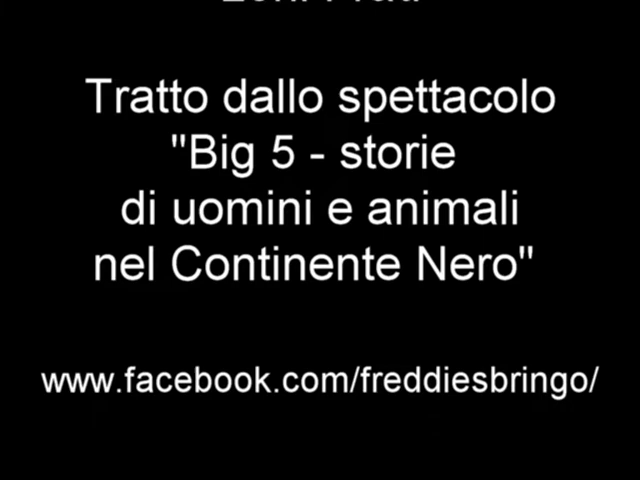 Tratto dallo spettacolo
"Big 5 - storie
di uomini e animali
nel Continente Nero"
www.facebook.com/freddiesbringo/